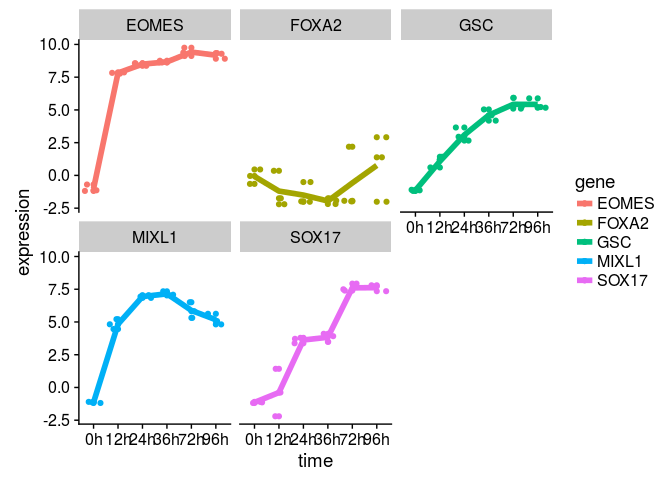 EOMES FOXA2 GSC
10.0
7.5
5.0
2.5
0.0
-2.5
0h 12h 24h 36h 72h 96h
gene
EOMES
FOXA2
GSC
MIXL1
SOX17
expression
MIXL1 SOX17
10.0
7.5
5.0
2.5
0.0
-2.5
0h 12h 24h 36h 72h 96h 0h 12h 24h 36h 72h 96h
time